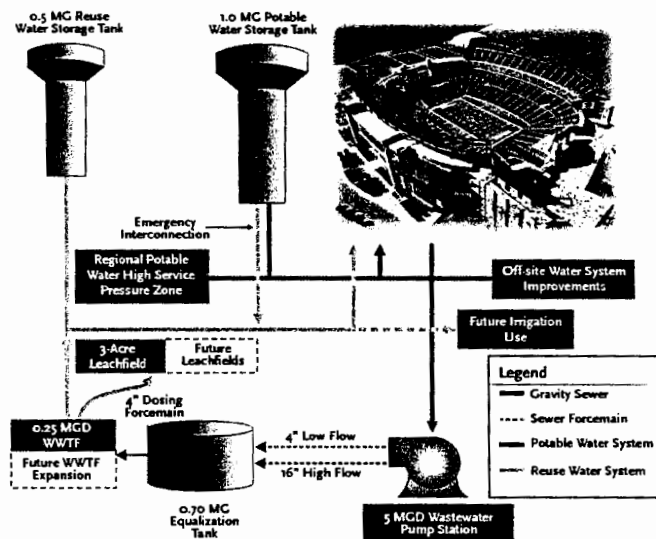 0.5 MG Reuse
Water Storage Tank
1.0 MG Potable
Water Storage Tank
Emergency
Interconnection
Regional Potable
Water High Service
Pressure Zone
Off-site Water System
Improvements
3-Acre
Leachfield
Future
Leachfields
Future Irrigation
Use
4" Dosing
Forcemain
0.25 MGD
WWTF
Future WWTF
Expansion
4" Low Flow
16" High Flow
0.70 MG
Equalization
Tank
5 MGD Wastewater
Pump Station
Legend
Gravity Sewer
Sewer Forcemain
Potable Water System
Reuse Water System